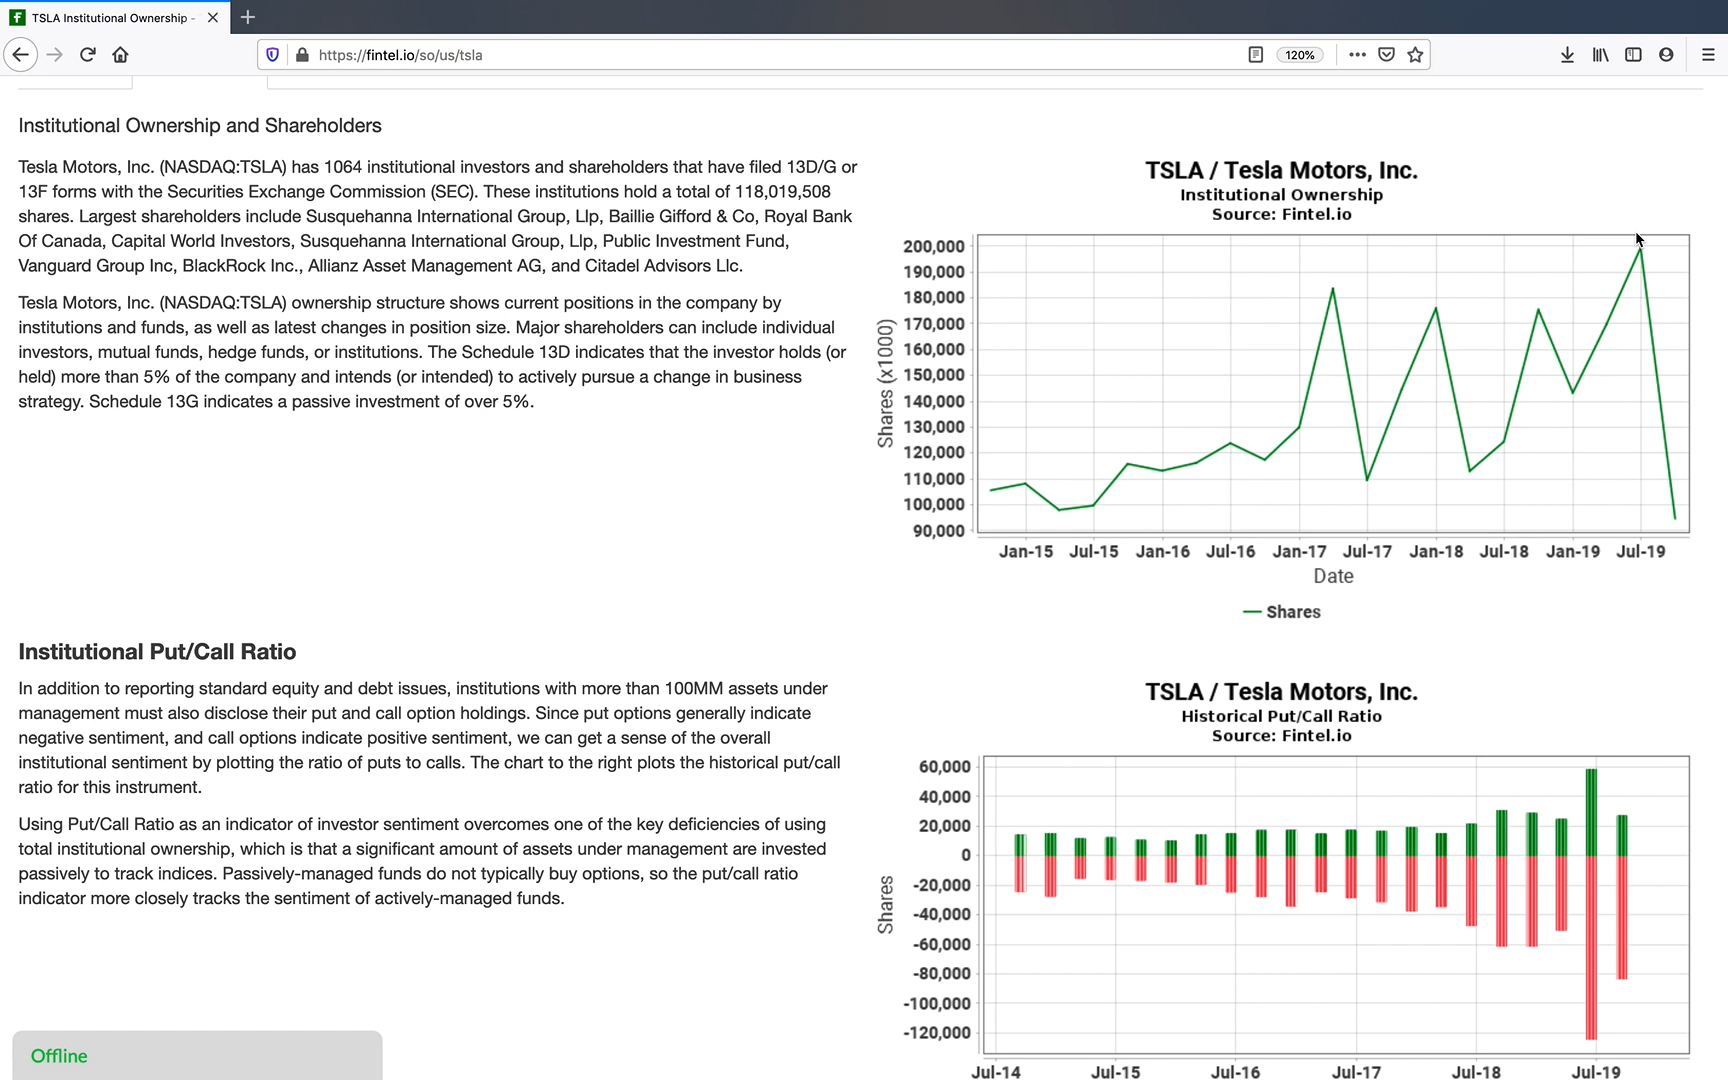 TSLA Institutional Ownership -
https://fintel.io/so/us/tsla
120%
Institutional Ownership and Shareholders
Tesla Motors, Inc. (NASDAQ:TSLA) has 1064 institutional investors and shareholders that have filed 13D/G or
13F forms with the Securities Exchange Commission (SEC). These institutions hold a total of 118,019,508
shares. Largest shareholders include Susquehanna International Group, Llp, Baillie Gifford & Co, Royal Bank
Of Canada, Capital World Investors, Susquehanna International Group, Llp, Public Investment Fund,
Vanguard Group Inc, BlackRock Inc., Allianz Asset Management AG, and Citadel Advisors Llc.
Tesla Motors, Inc. (NASDAQ:TSLA) ownership structure shows current positions in the company by
institutions and funds, as well as latest changes in position size. Major shareholders can include individual
investors, mutual funds, hedge funds, or institutions. The Schedule 13D indicates that the investor holds (or
held) more than 5% of the company and intends (or intended) to actively pursue a change in business
strategy. Schedule 13G indicates a passive investment of over 5%.
TSLA / Tesla Motors, Inc.
Institutional Ownership
Source: Fintel.io
Shares (x1000)
200,000
190,000
180,000
170,000
160,000
150,000
140,000
130,000
120,000
110,000
100,000
90,000
Jan-15 Jul-15 Jan-16 Jul-16 Jan-17 Jul-17 Jan-18 Jul-18 Jan-19 Jul-19
Date
Shares
Institutional Put/Call Ratio
In addition to reporting standard equity and debt issues, institutions with more than 100MM assets under
management must also disclose their put and call option holdings. Since put options generally indicate
negative sentiment, and call options indicate positive sentiment, we can get a sense of the overall
institutional sentiment by plotting the ratio of puts to calls. The chart to the right plots the historical put/call
ratio for this instrument.
Using Put/Call Ratio as an indicator of investor sentiment overcomes one of the key deficiencies of using
total institutional ownership, which is that a significant amount of assets under management are invested
passively to track indices. Passively-managed funds do not typically buy options, so the put/call ratio
indicator more closely tracks the sentiment of actively-managed funds.
TSLA / Tesla Motors, Inc.
Historical Put/Call Ratio
Source: Fintel.io
Shares
60,000
40,000
20,000
0
-20,000
-40,000
-60,000
-80,000
-100,000
-120,000
Jul-14 Jul-15 Jul-16 Jul-17 Jul-18 Jul-19
Offline